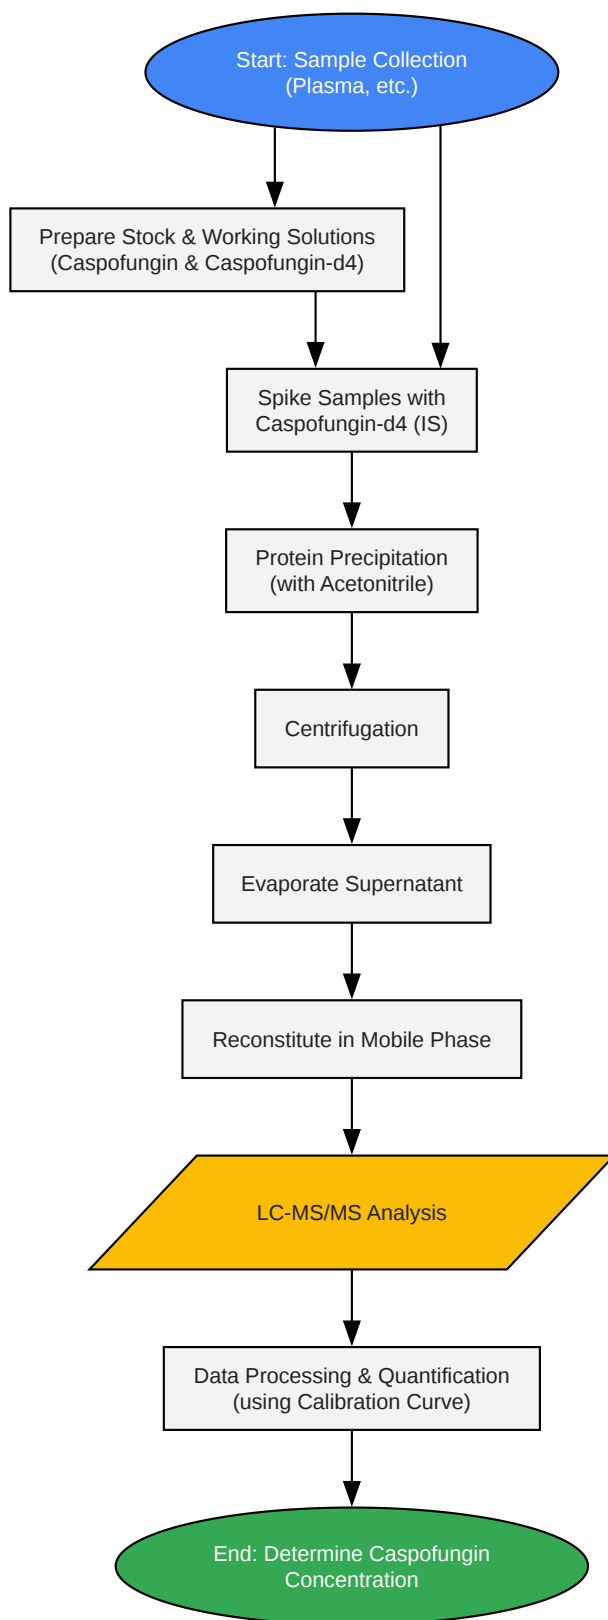 Start: Sample Collection
(Plasma, etc.)
Prepare Stock & Working Solutions
(Caspofungin & Caspofungin-d4)
Spike Samples with
Caspofungin-d4 (IS)
Protein Precipitation
(with Acetonitrile)
Centrifugation
Evaporate Supernatant
Reconstitute in Mobile Phase
LC-MS/MS Analysis
Data Processing & Quantification
(using Calibration Curve)
End: Determine Caspofungin
Concentration